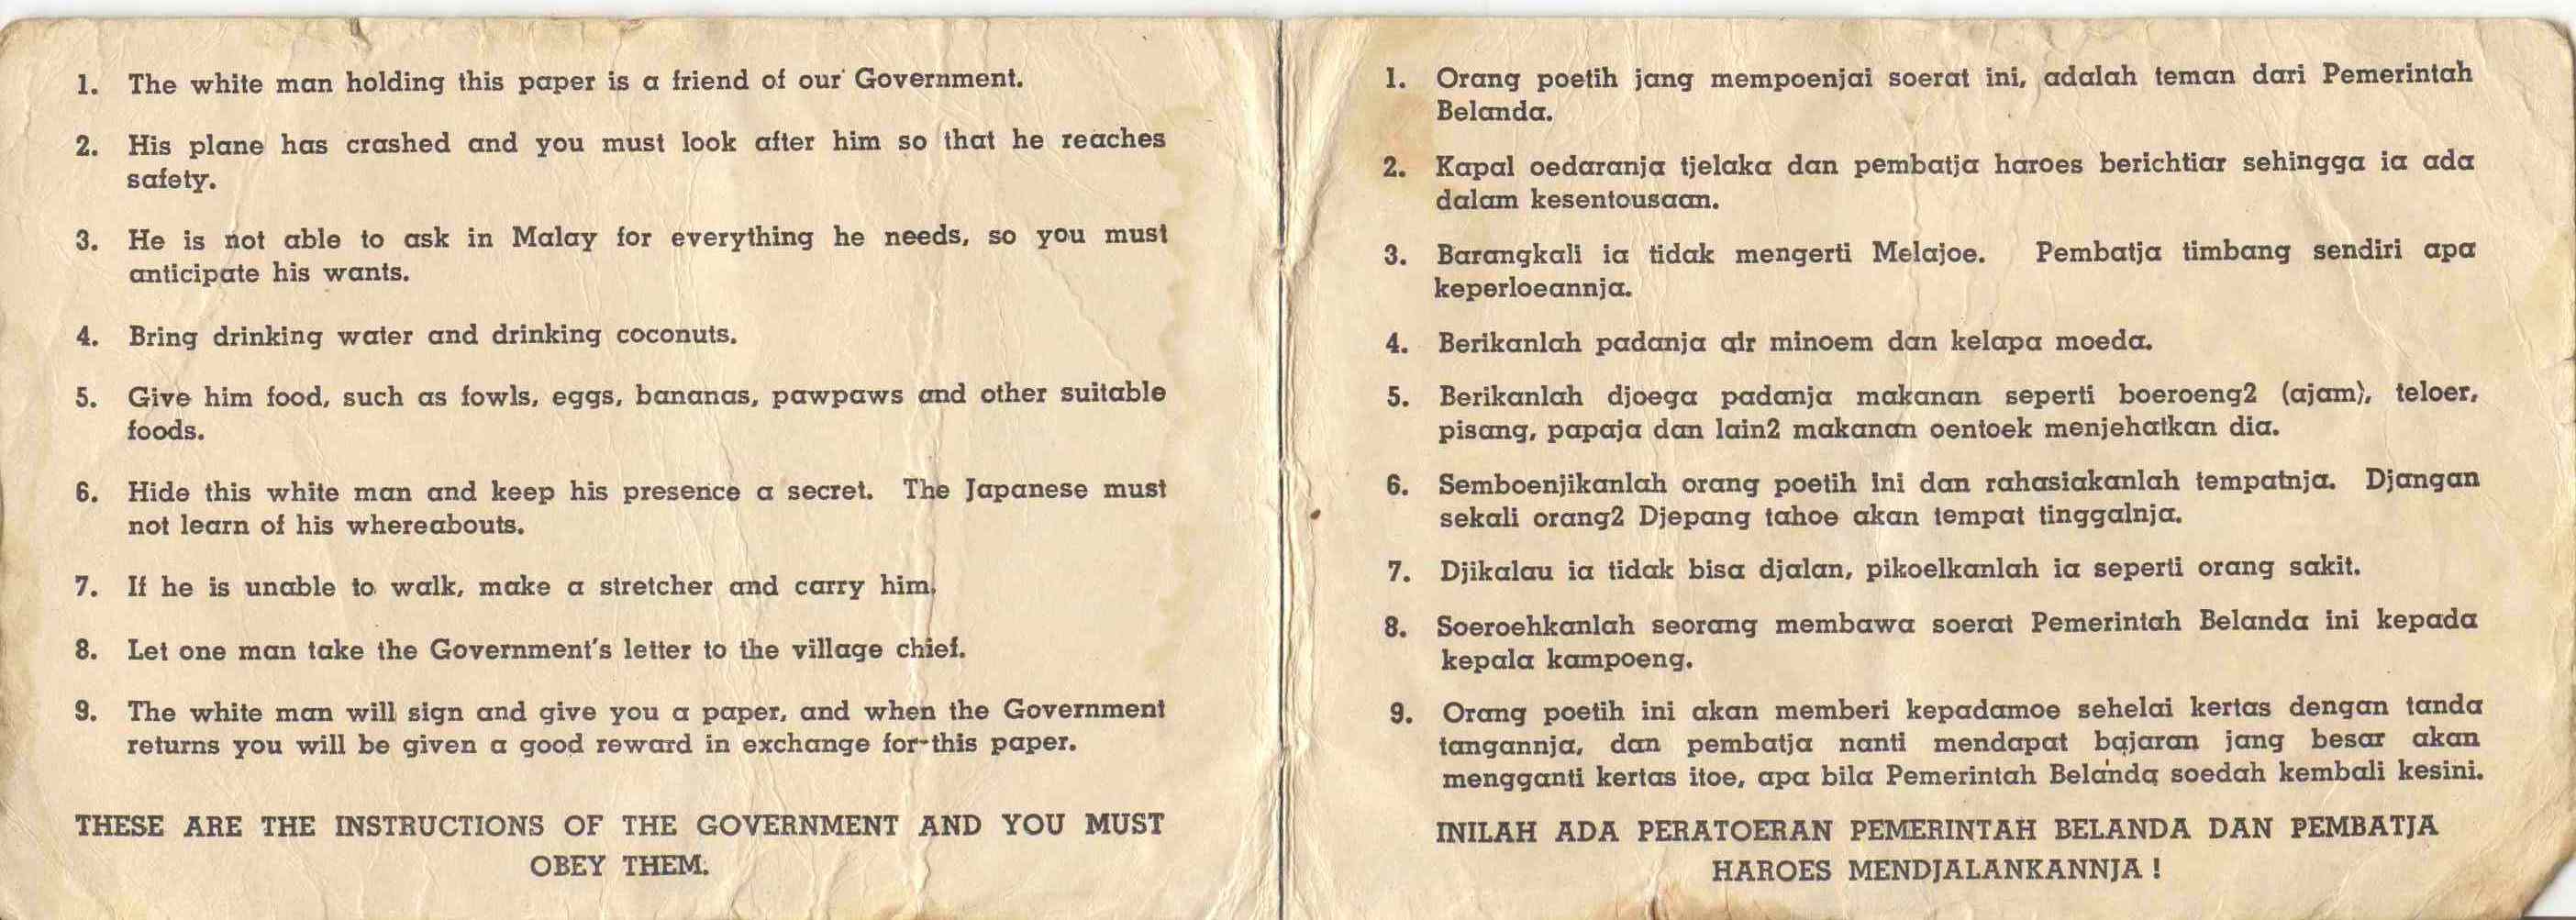 1. The white man holding this paper is a friend of our Government.
2. His plane has crashed and you must look after him so that he reaches
safety.
3. He is not able to ask in Malay for everything he needs, so you must
anticipate his wants.
4. Bring drinking water and drinking coconuts.
5. Give him food, such as fowls, eggs, bananas, pawpaws and other suitable
foods.
6. Hide this white man and keep his presence a secret. The Japanese must
not learn of his whereabouts.
7. If he is unable to walk, make a stretcher and carry him.
8. Let one man take the Government's letter to the village chief.
9. The white man will sign and give you a paper, and when the Government
returns you will be given a good reward in exchange for this paper.
THESE ARE THE INSTRUCTIONS OF THE GOVERNMENT AND YOU MUST
OBEY THEM.
1. Orang poetih jang mempoenjai soerat ini, adalah teman dari Pemerintah
Belanda.
2. Kapal oedaranja tjelaka dan pembatja haroes berichtiar sehingga ia ada
dalam kesentousaan.
3. Barangkali ia tidak mengerti Melajoe. Pembatja timbang sendiri apa
keperloeannja.
4. Berikanlah padanja air minoem dan kelapa moeda.
5. Berikanlah djoega padanja makanan seperti boeroeng2 (ajam), teloer,
pisang, papaja dan lain2 makanan oentoek menjehatkan dia.
6. Semboenjikanlah orang poetih ini dan rahasiakanlah tempatnja. Djangan
sekali orang2 Djepang tahoe akan tempat tinggalnja.
7. Djikalau ia tidak bisa djalan, pikoelkanlah ia seperti orang sakit.
8. Soeroehkanlah seorang membawa soerat Pemerintah Belanda ini kepada
kepala kampoeng.
9. Orang poetih ini akan memberi kepadamoe sehelai kertas dengan tanda
tangannja, dan pembatja nanti mendapat bajaran jang besar akan
mengganti kertas itoe, apa bila Pemerintah Belanda soedah kembali kesini.
INILAH ADA PERATOERAN PEMERINTAH BELANDA DAN PEMBATJA
HAROES MENDJALANKANNJA !